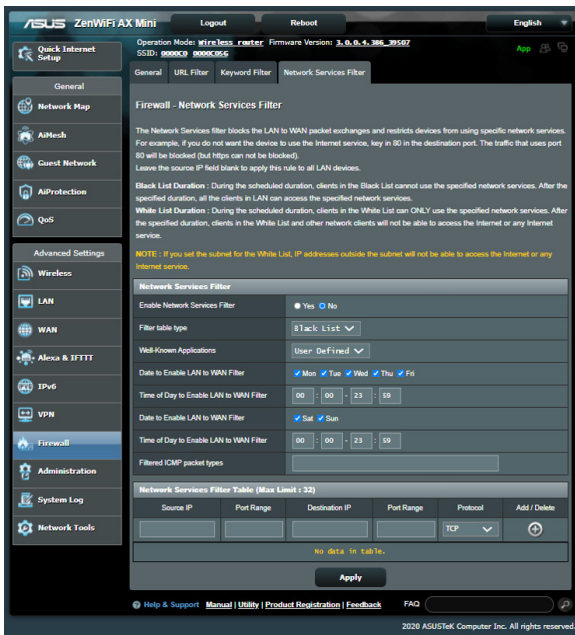 ASUS ZenWiFi AX Mini Logout Reboot English
Quick Internet Setup
Operation Mode: Wireless router Firmware Version: 3.0.0.4.386_39507
SSID: 0000C0 0000C0SG
App
General URL Filter Keyword Filter Network Services Filter
General
Network Map
AiMesh
Guest Network
AiProtection
QoS
Advanced Settings
Wireless
LAN
WAN
Alexa & IFTTT
IPv6
VPN
Firewall
Administration
System Log
Network Tools
Firewall - Network Services Filter
The Network Services filter blocks the LAN to WAN packet exchanges and restricts devices from using specific network services.
For example, if you do not want the device to use the Internet service, key in 80 in the destination port. The traffic that uses port
80 will be blocked (but https can not be blocked).
Leave the source IP field blank to apply this rule to all LAN devices.
Black List Duration : During the scheduled duration, clients in the Black List cannot use the specified network services. After the
specified duration, all the clients in LAN can access the specified network services.
White List Duration : During the scheduled duration, clients in the White List can ONLY use the specified network services. After
the specified duration, clients in the White List and other network clients will not be able to access the Internet or any Internet
service.
NOTE : If you set the subnet for the White List, IP addresses outside the subnet will not be able to access the Internet or any
Internet service.
Network Services Filter
Enable Network Services Filter Yes No
Filter table type Black List
Well-Known Applications User Defined
Date to Enable LAN to WAN Filter Mon Tue Wed Thu Fri
Time of Day to Enable LAN to WAN Filter 00 : 00 - 23 : 59
Date to Enable LAN to WAN Filter Sat Sun
Time of Day to Enable LAN to WAN Filter 00 : 00 - 23 : 59
Filtered ICMP packet types
Network Services Filter Table (Max Limit : 32)
Source IP Port Range Destination IP Port Range Protocol Add / Delete
TCP
No data in table.
Apply
Help & Support Manual | Utility | Product Registration | Feedback FAQ
2020 ASUSTeK Computer Inc. All rights reserved.